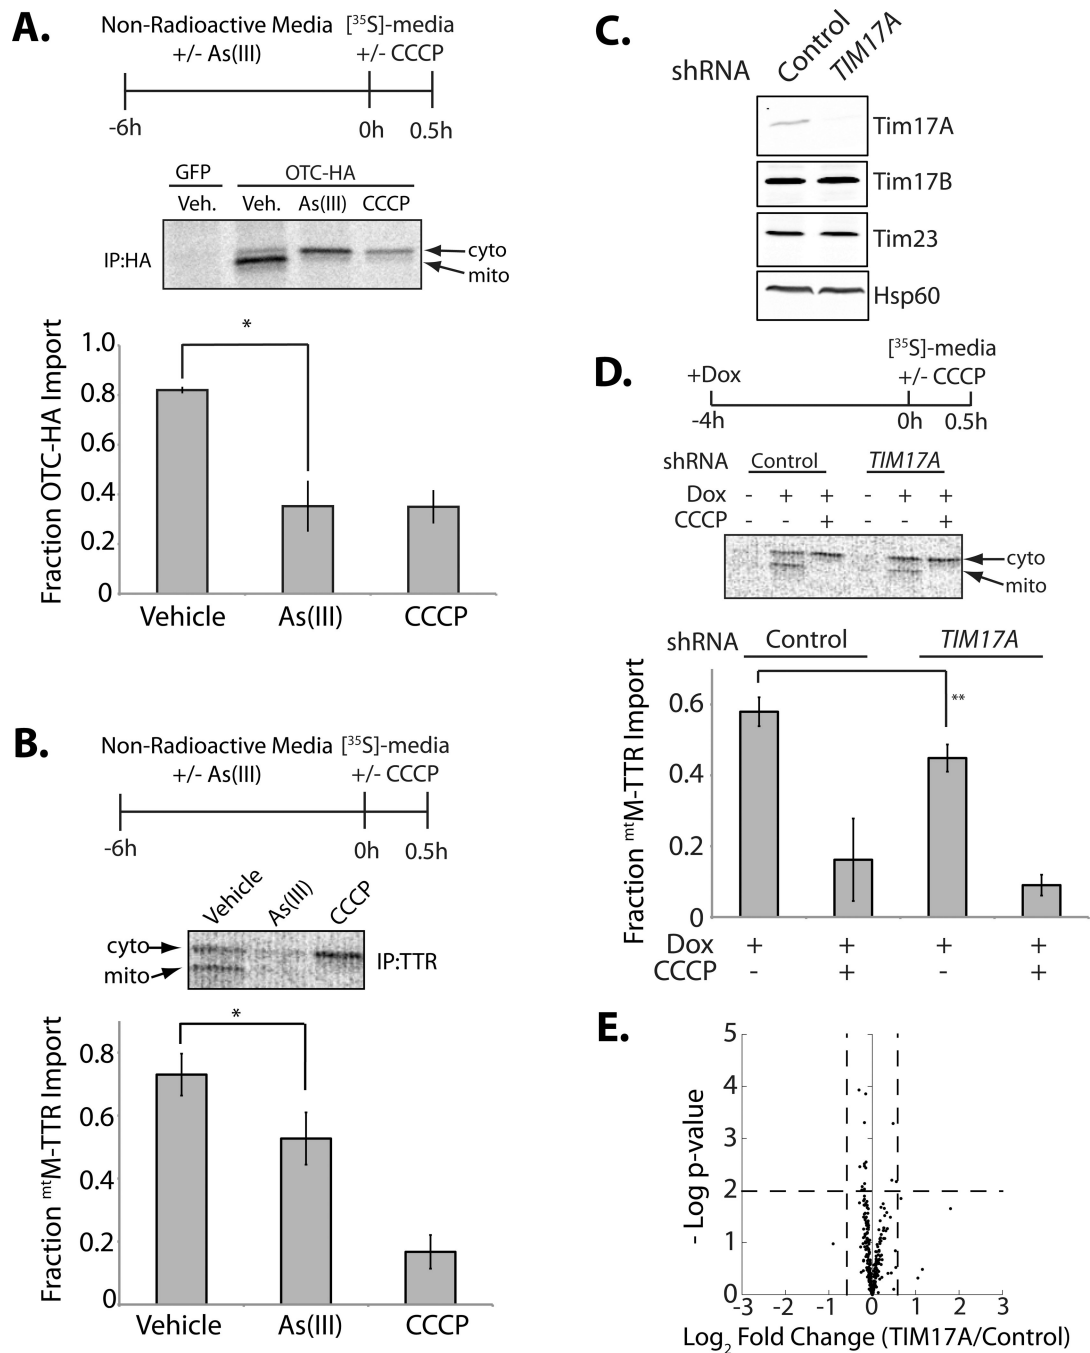 A.
Non-Radioactive Media [³⁵S]-media
+/- As(III) +/- CCCP
-6h 0h 0.5h
GFP OTC-HA
Veh. Veh. As(III) CCCP
IP:HA
cyto
mito
*
Fraction OTC-HA Import
1.0
0.8
0.6
0.4
0.2
0
Vehicle As(III) CCCP
B.
Non-Radioactive Media [³⁵S]-media
+/- As(III) +/- CCCP
-6h 0h 0.5h
Vehicle As(III) CCCP
cyto
mito
IP:TTR
*
Fraction ᵐᵗM-TTR Import
0.8
0.6
0.4
0.2
0
Vehicle As(III) CCCP
C.
shRNA Control TIM17A
Tim17A
Tim17B
Tim23
Hsp60
D.
[³⁵S]-media
+Dox +/- CCCP
-4h 0h 0.5h
shRNA Control TIM17A
Dox - + + - + +
CCCP - - + - - +
cyto
mito
shRNA Control TIM17A
**
Fraction ᵐᵗM-TTR Import
0.6
0.4
0.2
0
Dox + + + +
CCCP - + - +
E.
- Log p-value
5
4
3
2
1
0
-3 -2 -1 0 1 2 3
Log₂ Fold Change (TIM17A/Control)